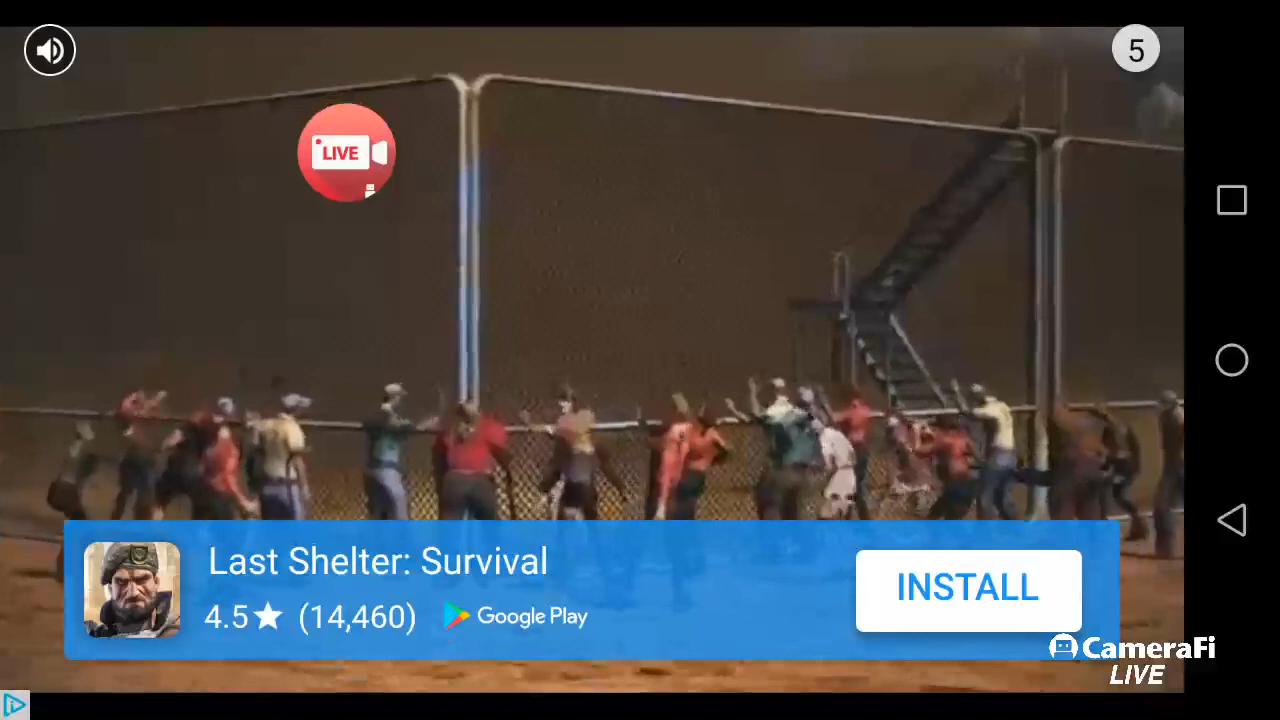 5
LIVE
Last Shelter: Survival
4.5★ (14,460) Google Play
INSTALL
CameraFi
LIVE